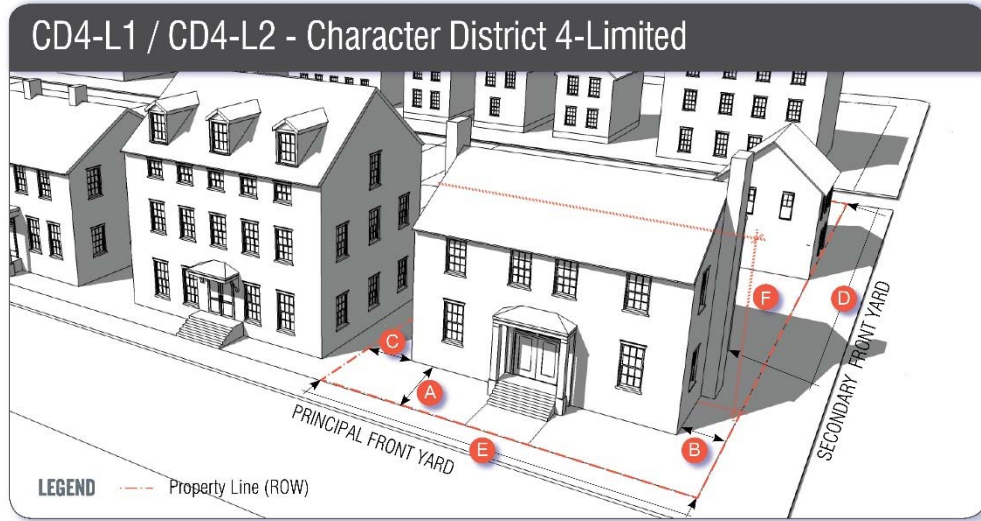 CD4-L1 / CD4-L2 - Character District 4-Limited
F
D
C
A
PRINCIPAL FRONT YARD
E
B
SECONDARY FRONT YARD
LEGEND Property Line (ROW)